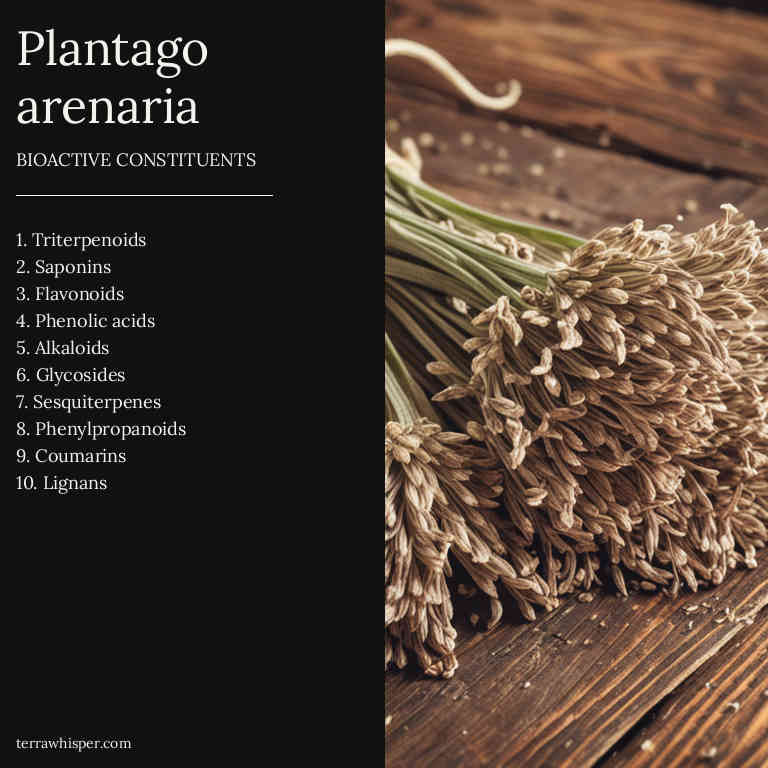 Plantago
arenaria
BIOACTIVE CONSTITUENTS
1. Triterpenoids
2. Saponins
3. Flavonoids
4. Phenolic acids
5. Alkaloids
6. Glycosides
7. Sesquiterpenes
8. Phenylpropanoids
9. Coumarins
10. Lignans
terrawhisper.com